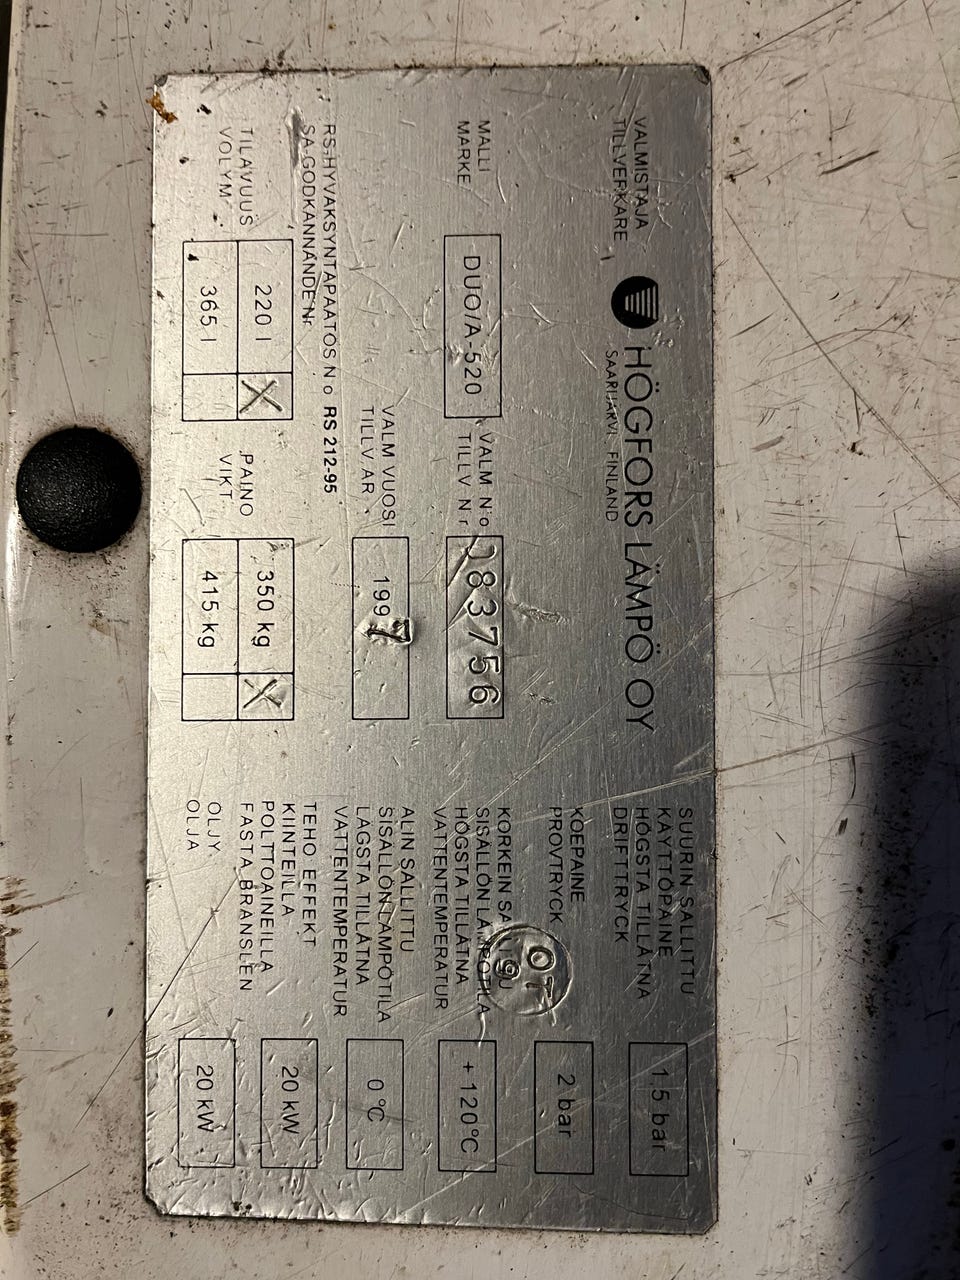 VALMISTAJA
TILLVERKARE
HÖGFORS LÄMPÖ OY
SAARIJÄRVI, FINLAND
MALLI
MARKE
DUO/A-520
VALM N:o
TILLV Nr
83756
VALM VUOSI
TILLV ÅR
1997
RS-HYVÄKSYNTÄPÄÄTÖS N:o RS 212-95
SA GODKÄNNANDE Nr
TILAVUUS
VOLYM
220 l X
365 l
PAINO
VIKT
350 kg X
415 kg
SUURIN SALLITTU
KÄYTTÖPAINE
HÖGSTA TILLÅTNA
DRIFTTRYCK
1,5 bar
KOEPAINE
PROVTRYCK
2 bar
KORKEIN
SISÄLLÖN LÄMPÖTILA
HÖGSTA TILLÅTNA
VATTENTEMPERATUR
+ 120°C
OT
9
ALIN SALLITTU
SISÄLLÖN LÄMPÖTILA
LÄGSTA TILLÅTNA
VATTENTEMPERATUR
0 °C
TEHO EFFEKT
KIINTEILLÄ
POLTTOAINEILLA
FASTA BRÄNSLEN
20 kW
ÖLJY
OLJA
20 kW